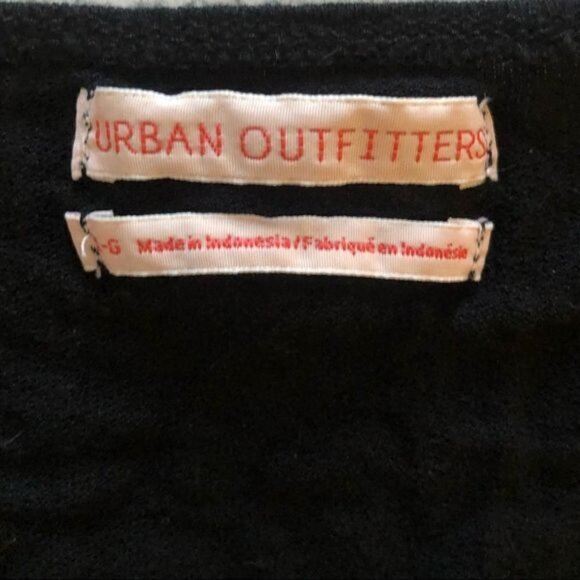 URBAN OUTFITTERS
-G Made in Indonesia / Fabriqué en Indonésie